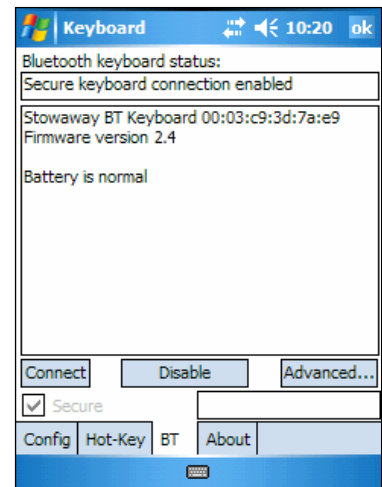 Keyboard 10:20 ok
Bluetooth keyboard status:
Secure keyboard connection enabled
Stowaway BT Keyboard 00:03:c9:3d:7a:e9
Firmware version 2.4
Battery is normal
Connect Disable Advanced...
Secure
Config Hot-Key BT About